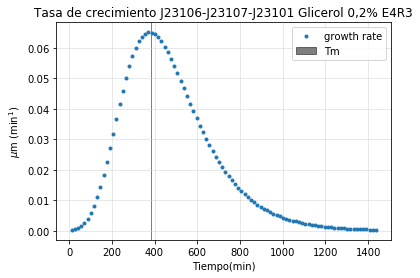 Tasa de crecimiento J23106-J23107-J23101 Glicerol 0,2% E4R3
growth rate
Tm
0.06
0.05
0.04
0.03
0.02
0.01
0.00
μm (min¹)
0 200 400 600 800 1000 1200 1400
Tiempo(min)